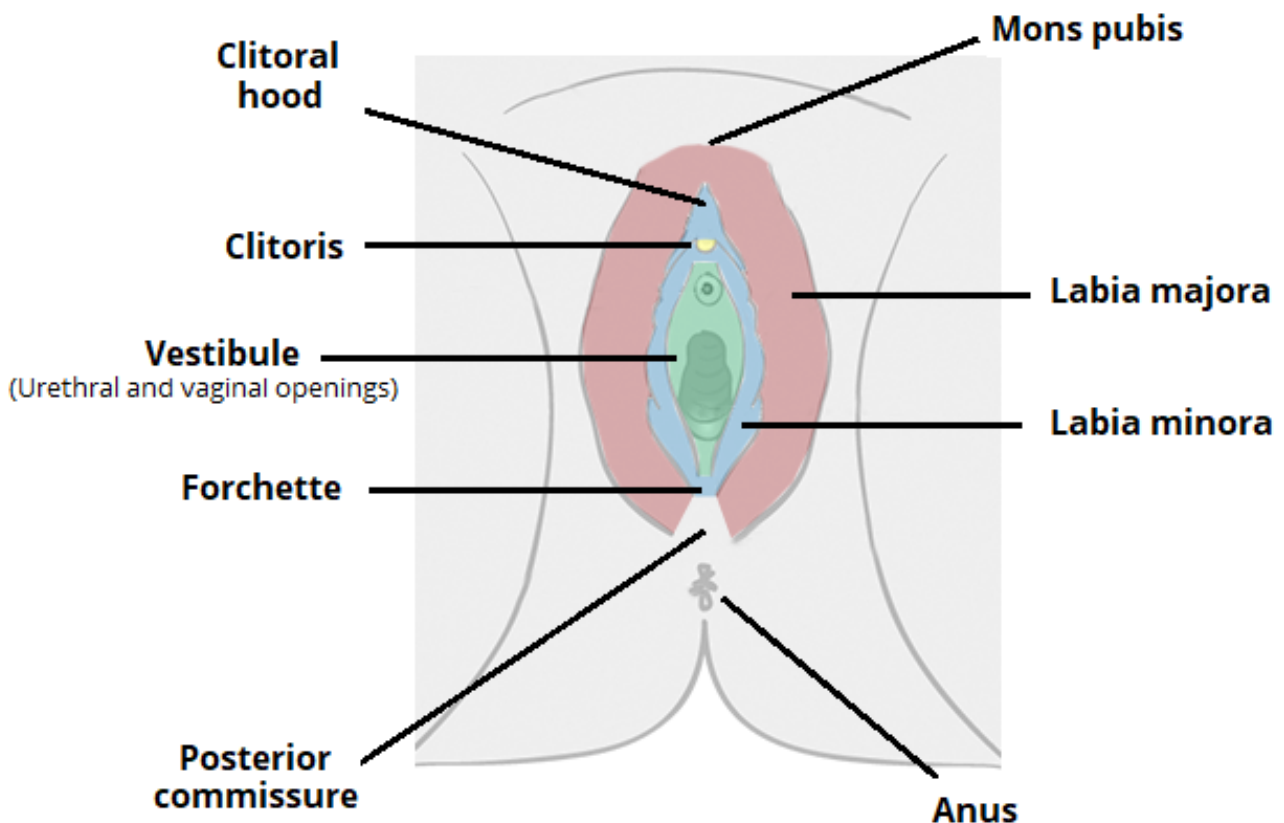 Mons pubis
Clitoral
hood
Clitoris
Labia majora
Vestibule
(Urethral and vaginal openings)
Labia minora
Forchette
Posterior
commissure
Anus